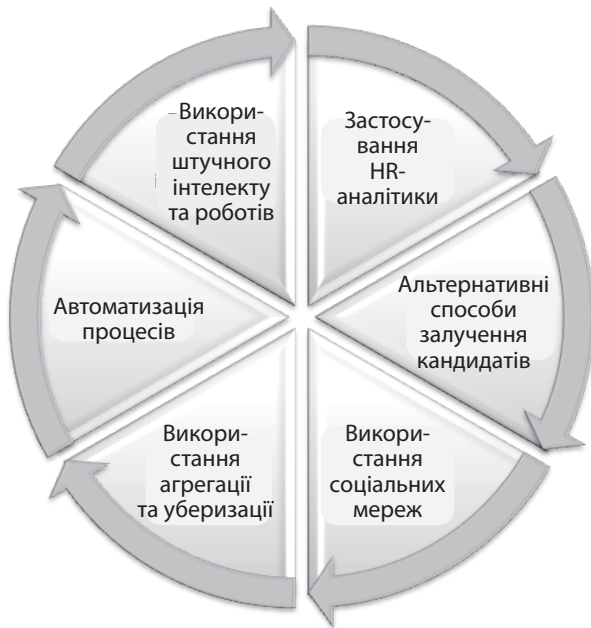 Викори-
стання
штучного
інтелекту
та роботів
Застосу-
вання
HR-
аналітики
Автоматизація
процесів
Альтернативні
способи
залучення
кандидатів
Викори-
стання
агрегації
та уберизації
Викори-
стання
соціальних
мереж